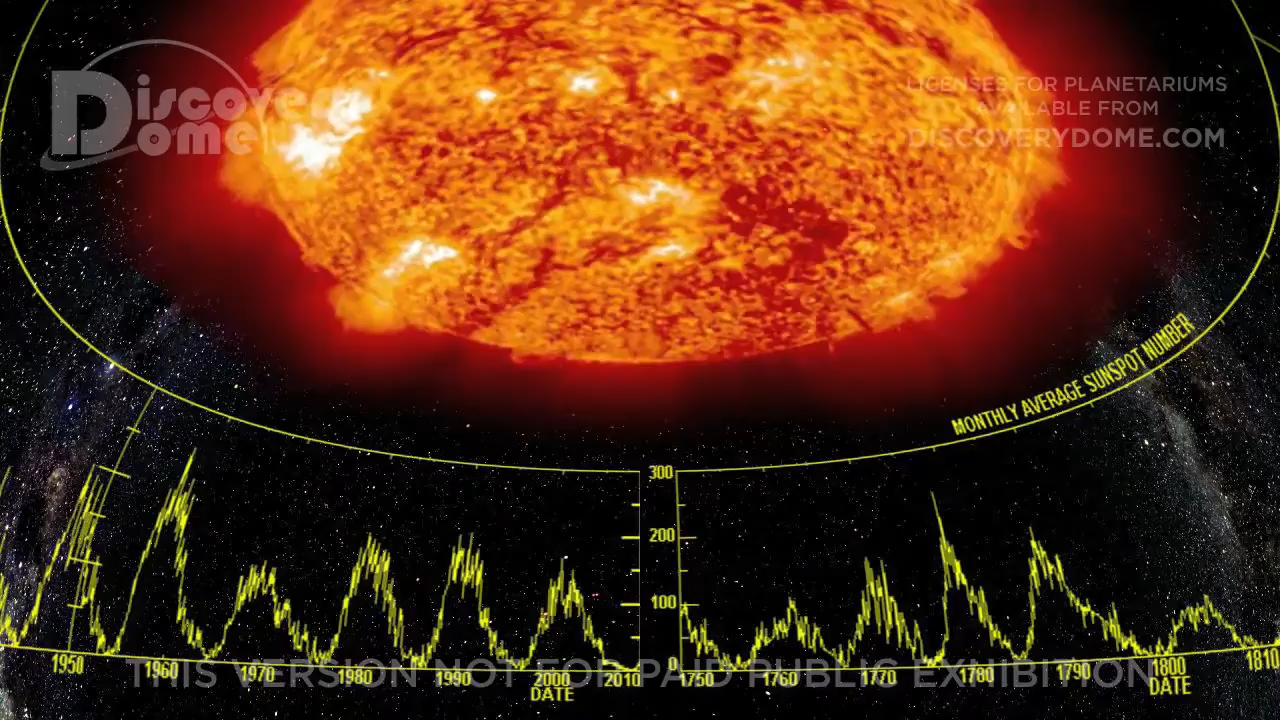 Discovery
Dome
LICENSES FOR PLANETARIUMS
AVAILABLE FROM
DISCOVERYDOME.COM
MONTHLY AVERAGE SUNSPOT NUMBER
300
200
100
0
1950 1960 1970 1980 1990 2000 2010
DATE
1750 1760 1770 1780 1790 1800 1810
DATE
THIS VERSION NOT FOR PAID PUBLIC EXHIBITION